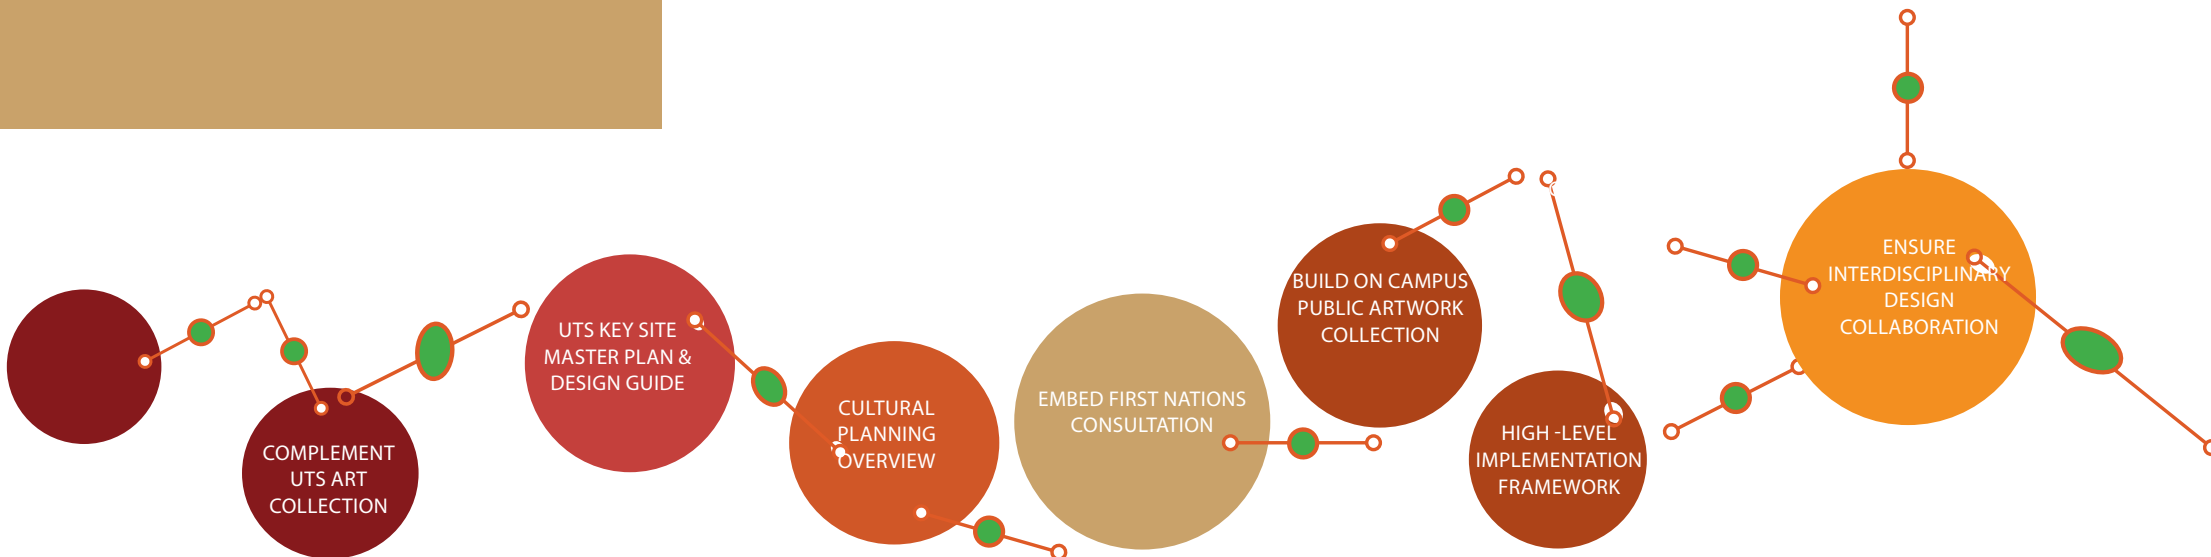 COMPLEMENT
UTS ART
COLLECTION
UTS KEY SITE
MASTER PLAN &
DESIGN GUIDE
CULTURAL
PLANNING
OVERVIEW
EMBED FIRST NATIONS
CONSULTATION
BUILD ON CAMPUS
PUBLIC ARTWORK
COLLECTION
HIGH -LEVEL
IMPLEMENTATION
FRAMEWORK
ENSURE
INTERDISCIPLINARY
DESIGN
COLLABORATION